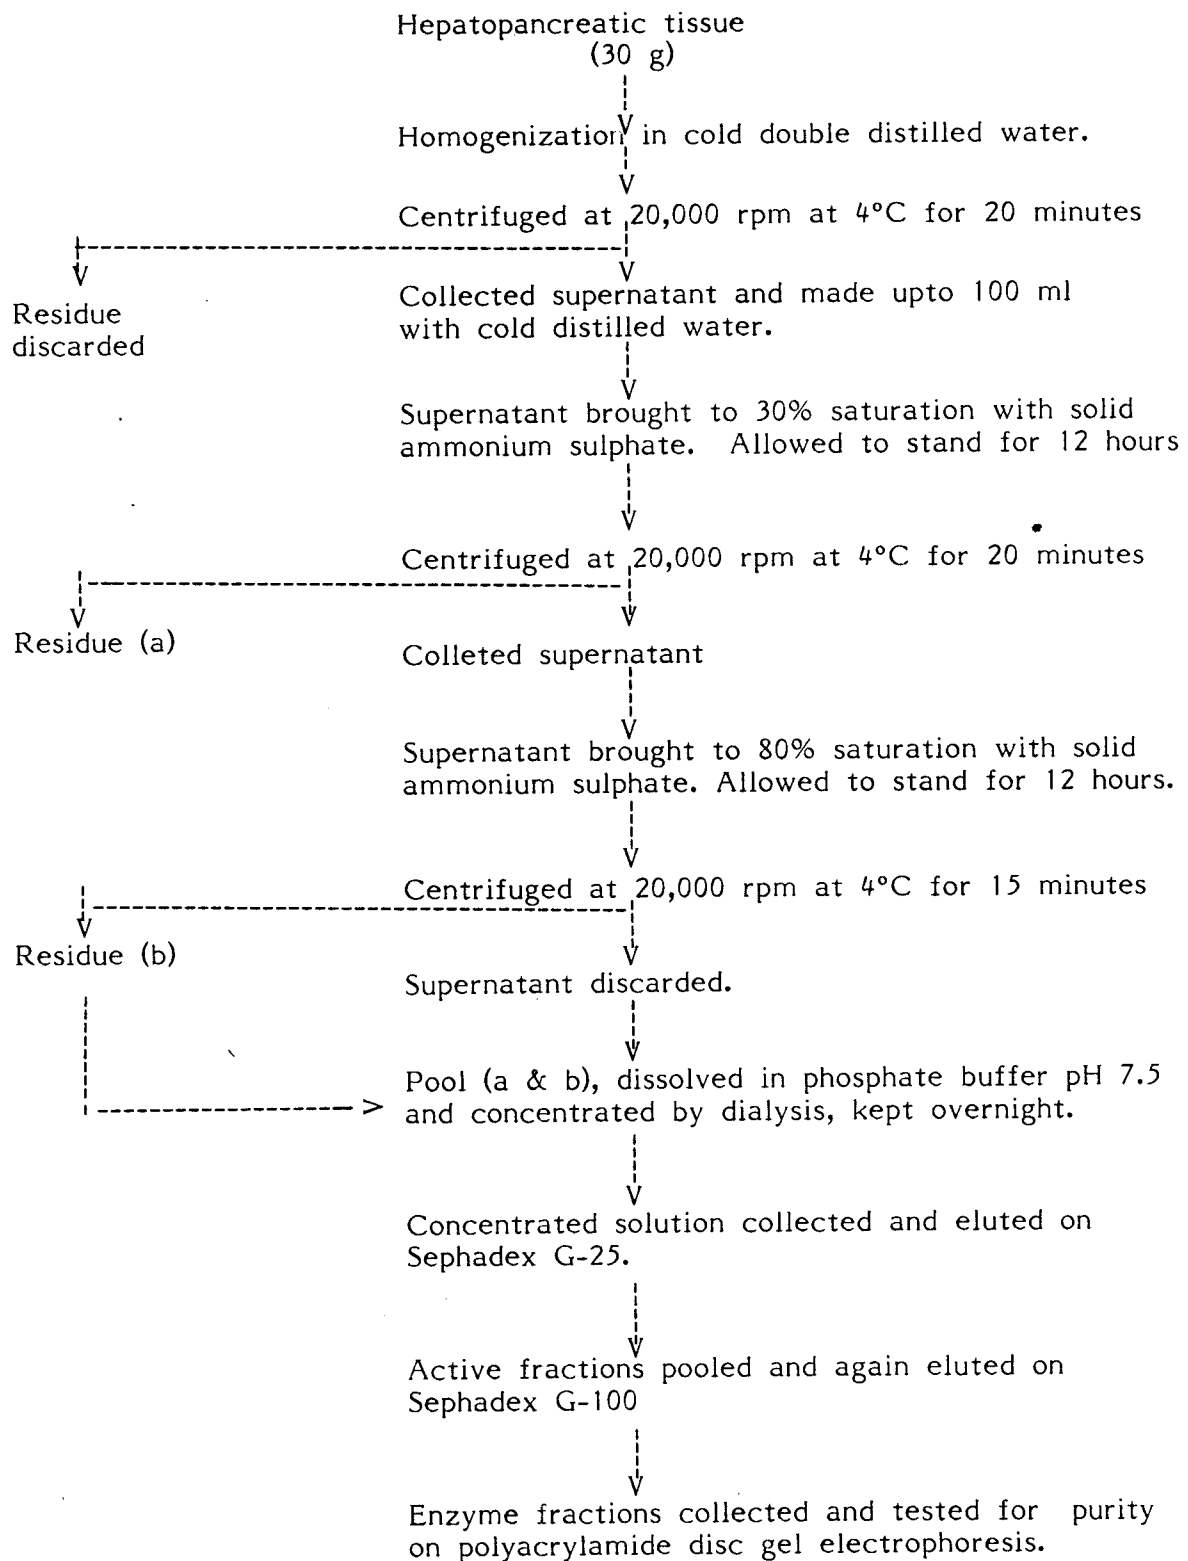 Hepatopancreatic tissue
(30 g)
Homogenization in cold double distilled water.
Centrifuged at 20,000 rpm at 4°C for 20 minutes
Residue
discarded
Collected supernatant and made upto 100 ml
with cold distilled water.
Supernatant brought to 30% saturation with solid
ammonium sulphate. Allowed to stand for 12 hours
Centrifuged at 20,000 rpm at 4°C for 20 minutes
Residue (a)
Colleted supernatant
Supernatant brought to 80% saturation with solid
ammonium sulphate. Allowed to stand for 12 hours.
Centrifuged at 20,000 rpm at 4°C for 15 minutes
Residue (b)
Supernatant discarded.
Pool (a & b), dissolved in phosphate buffer pH 7.5
and concentrated by dialysis, kept overnight.
Concentrated solution collected and eluted on
Sephadex G-25.
Active fractions pooled and again eluted on
Sephadex G-100
Enzyme fractions collected and tested for purity
on polyacrylamide disc gel electrophoresis.